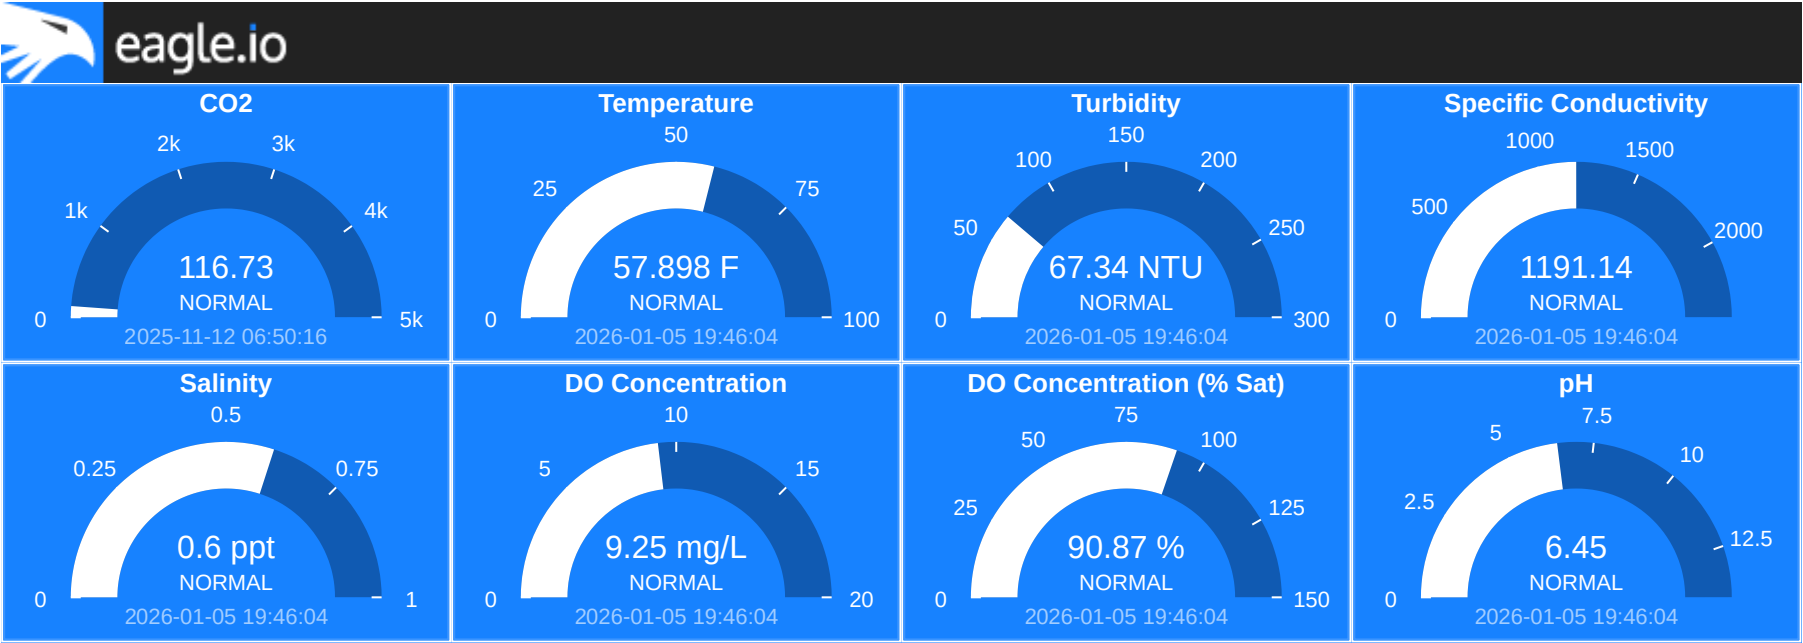 eagle.io
CO2
0
1k
2k
3k
4k
5k
116.73
NORMAL
2025-11-12 06:50:16
Temperature
0
25
50
75
100
57.898 F
NORMAL
2026-01-05 19:46:04
Turbidity
0
50
100
150
200
250
300
67.34 NTU
NORMAL
2026-01-05 19:46:04
Specific Conductivity
0
500
1000
1500
2000
1191.14
NORMAL
2026-01-05 19:46:04
Salinity
0
0.25
0.5
0.75
1
0.6 ppt
NORMAL
2026-01-05 19:46:04
DO Concentration
0
5
10
15
20
9.25 mg/L
NORMAL
2026-01-05 19:46:04
DO Concentration (% Sat)
0
25
50
75
100
125
150
90.87 %
NORMAL
2026-01-05 19:46:04
pH
0
2.5
5
7.5
10
12.5
6.45
NORMAL
2026-01-05 19:46:04